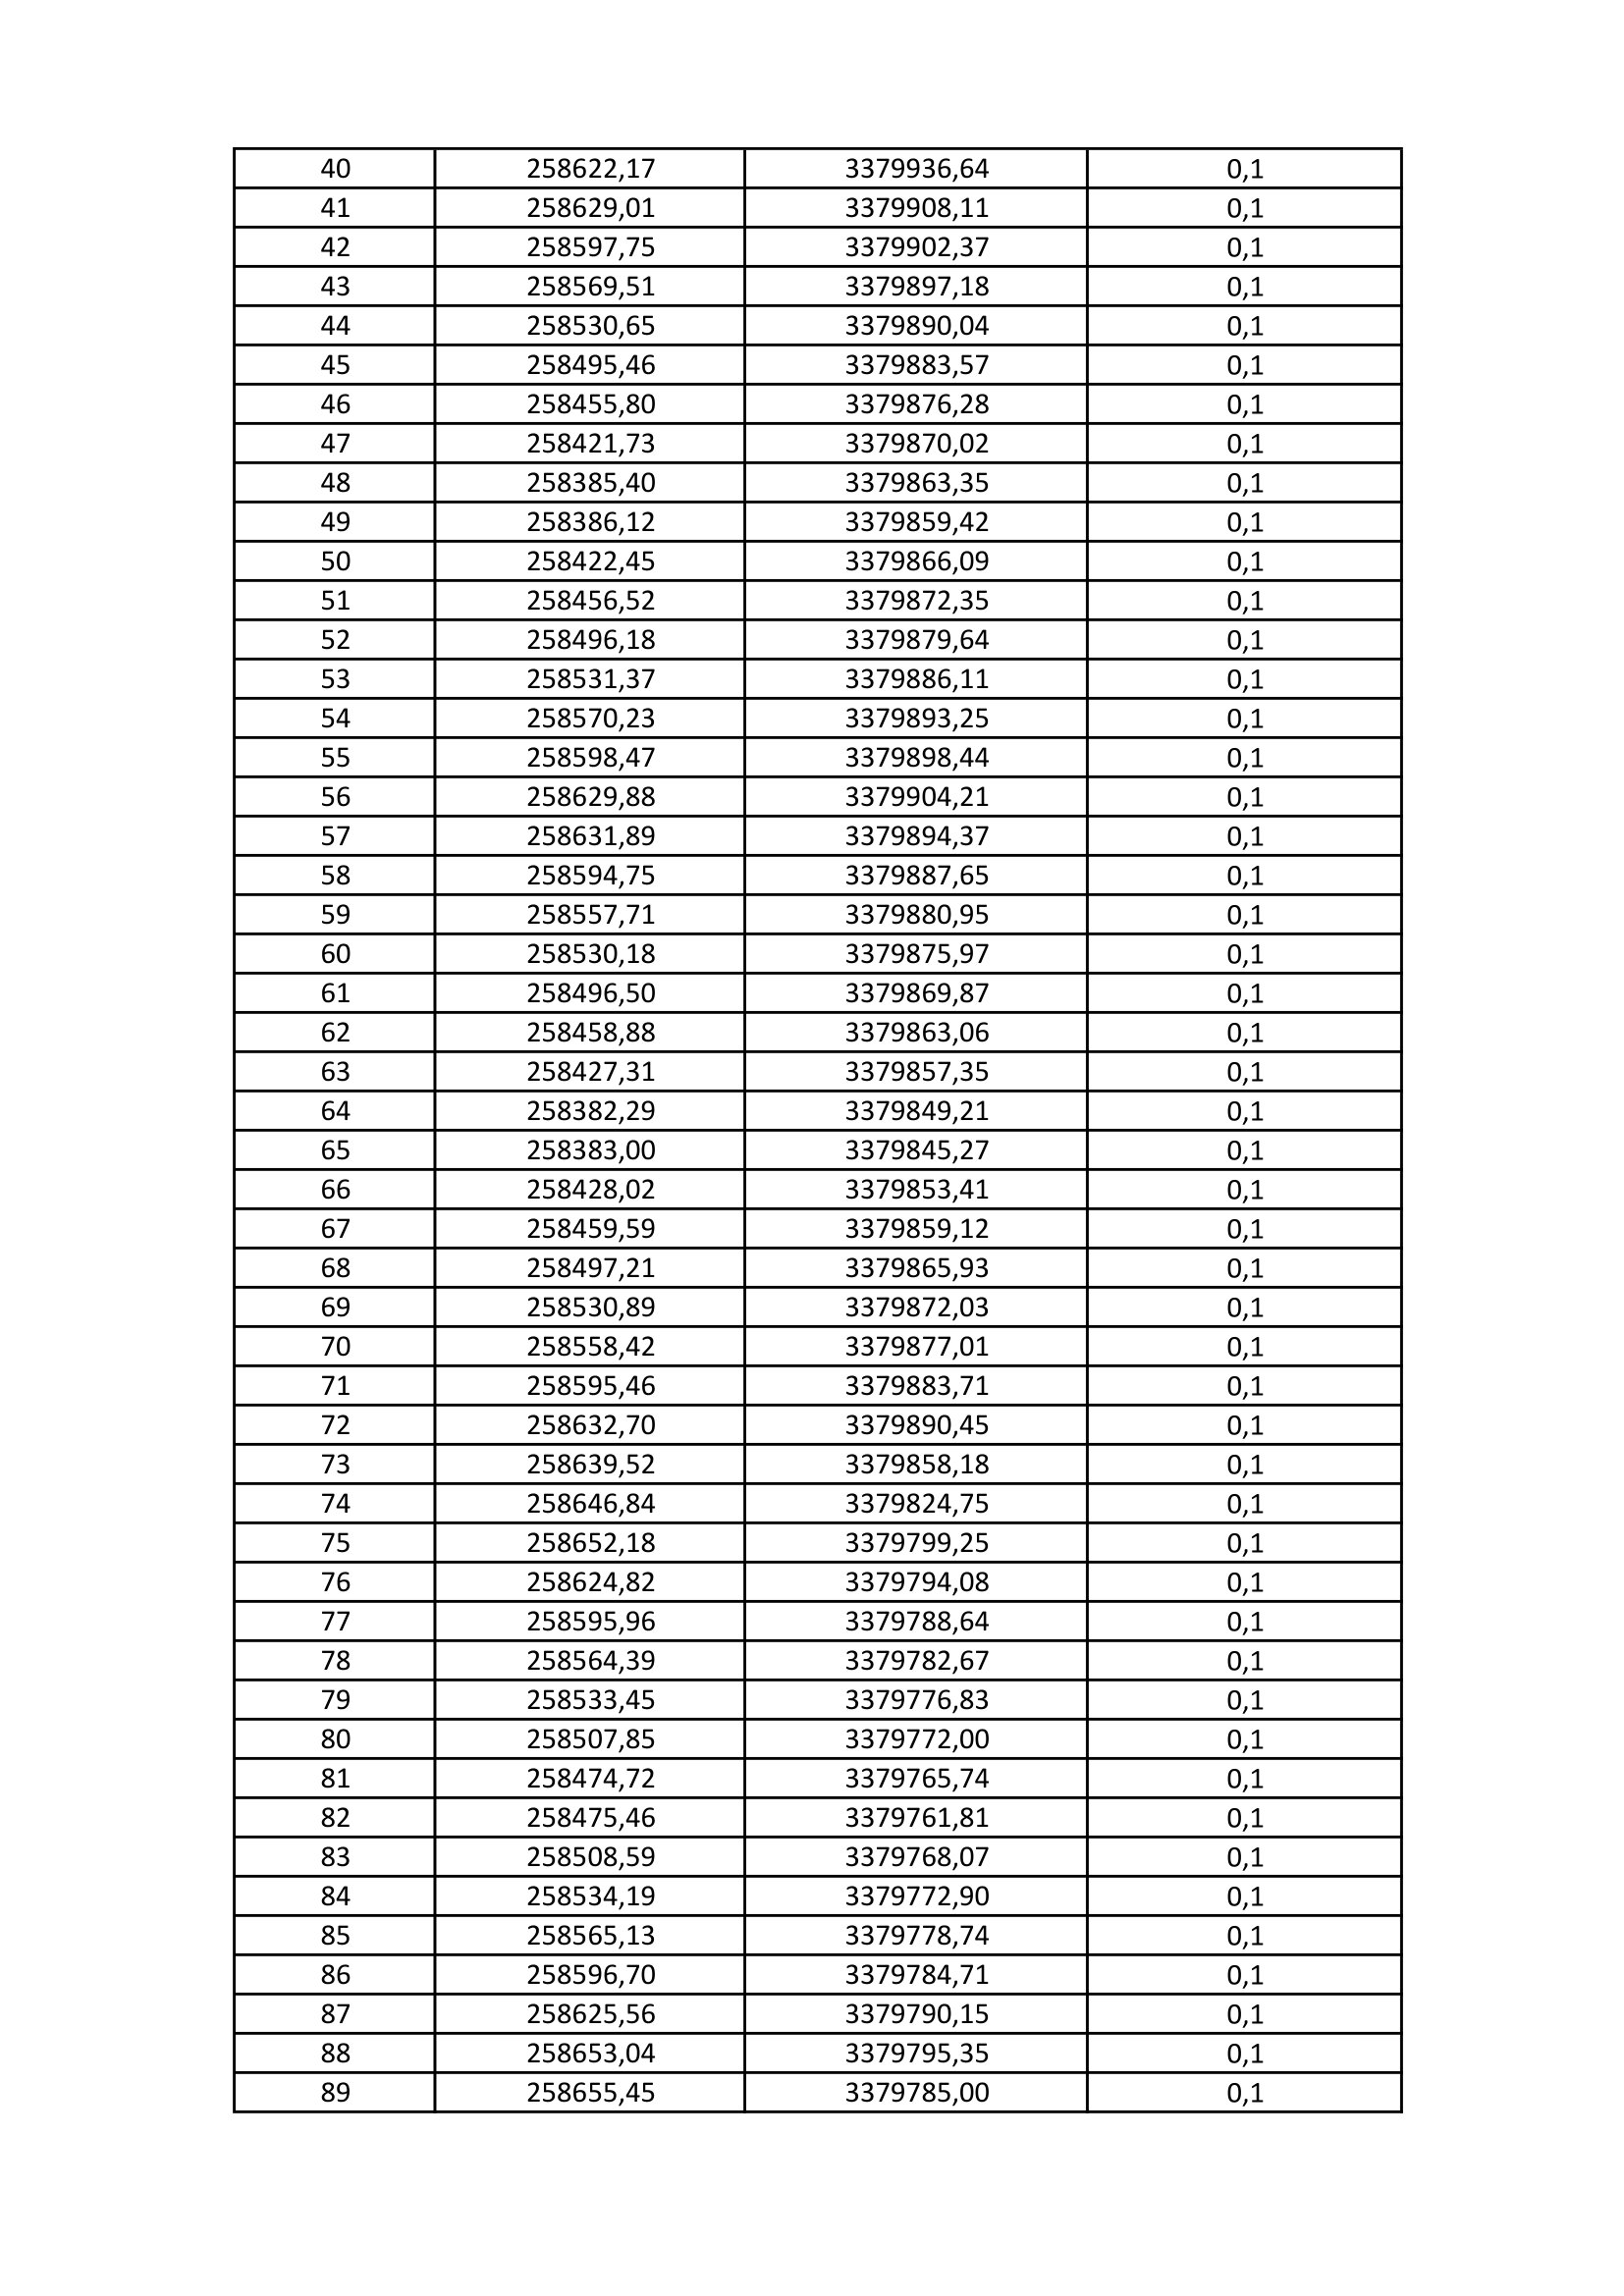 40 258622,17 3379936,64 0,1
41 258629,01 3379908,11 0,1
42 258597,75 3379902,37 0,1
43 258569,51 3379897,18 0,1
44 258530,65 3379890,04 0,1
45 258495,46 3379883,57 0,1
46 258455,80 3379876,28 0,1
47 258421,73 3379870,02 0,1
48 258385,40 3379863,35 0,1
49 258386,12 3379859,42 0,1
50 258422,45 3379866,09 0,1
51 258456,52 3379872,35 0,1
52 258496,18 3379879,64 0,1
53 258531,37 3379886,11 0,1
54 258570,23 3379893,25 0,1
55 258598,47 3379898,44 0,1
56 258629,88 3379904,21 0,1
57 258631,89 3379894,37 0,1
58 258594,75 3379887,65 0,1
59 258557,71 3379880,95 0,1
60 258530,18 3379875,97 0,1
61 258496,50 3379869,87 0,1
62 258458,88 3379863,06 0,1
63 258427,31 3379857,35 0,1
64 258382,29 3379849,21 0,1
65 258383,00 3379845,27 0,1
66 258428,02 3379853,41 0,1
67 258459,59 3379859,12 0,1
68 258497,21 3379865,93 0,1
69 258530,89 3379872,03 0,1
70 258558,42 3379877,01 0,1
71 258595,46 3379883,71 0,1
72 258632,70 3379890,45 0,1
73 258639,52 3379858,18 0,1
74 258646,84 3379824,75 0,1
75 258652,18 3379799,25 0,1
76 258624,82 3379794,08 0,1
77 258595,96 3379788,64 0,1
78 258564,39 3379782,67 0,1
79 258533,45 3379776,83 0,1
80 258507,85 3379772,00 0,1
81 258474,72 3379765,74 0,1
82 258475,46 3379761,81 0,1
83 258508,59 3379768,07 0,1
84 258534,19 3379772,90 0,1
85 258565,13 3379778,74 0,1
86 258596,70 3379784,71 0,1
87 258625,56 3379790,15 0,1
88 258653,04 3379795,35 0,1
89 258655,45 3379785,00 0,1